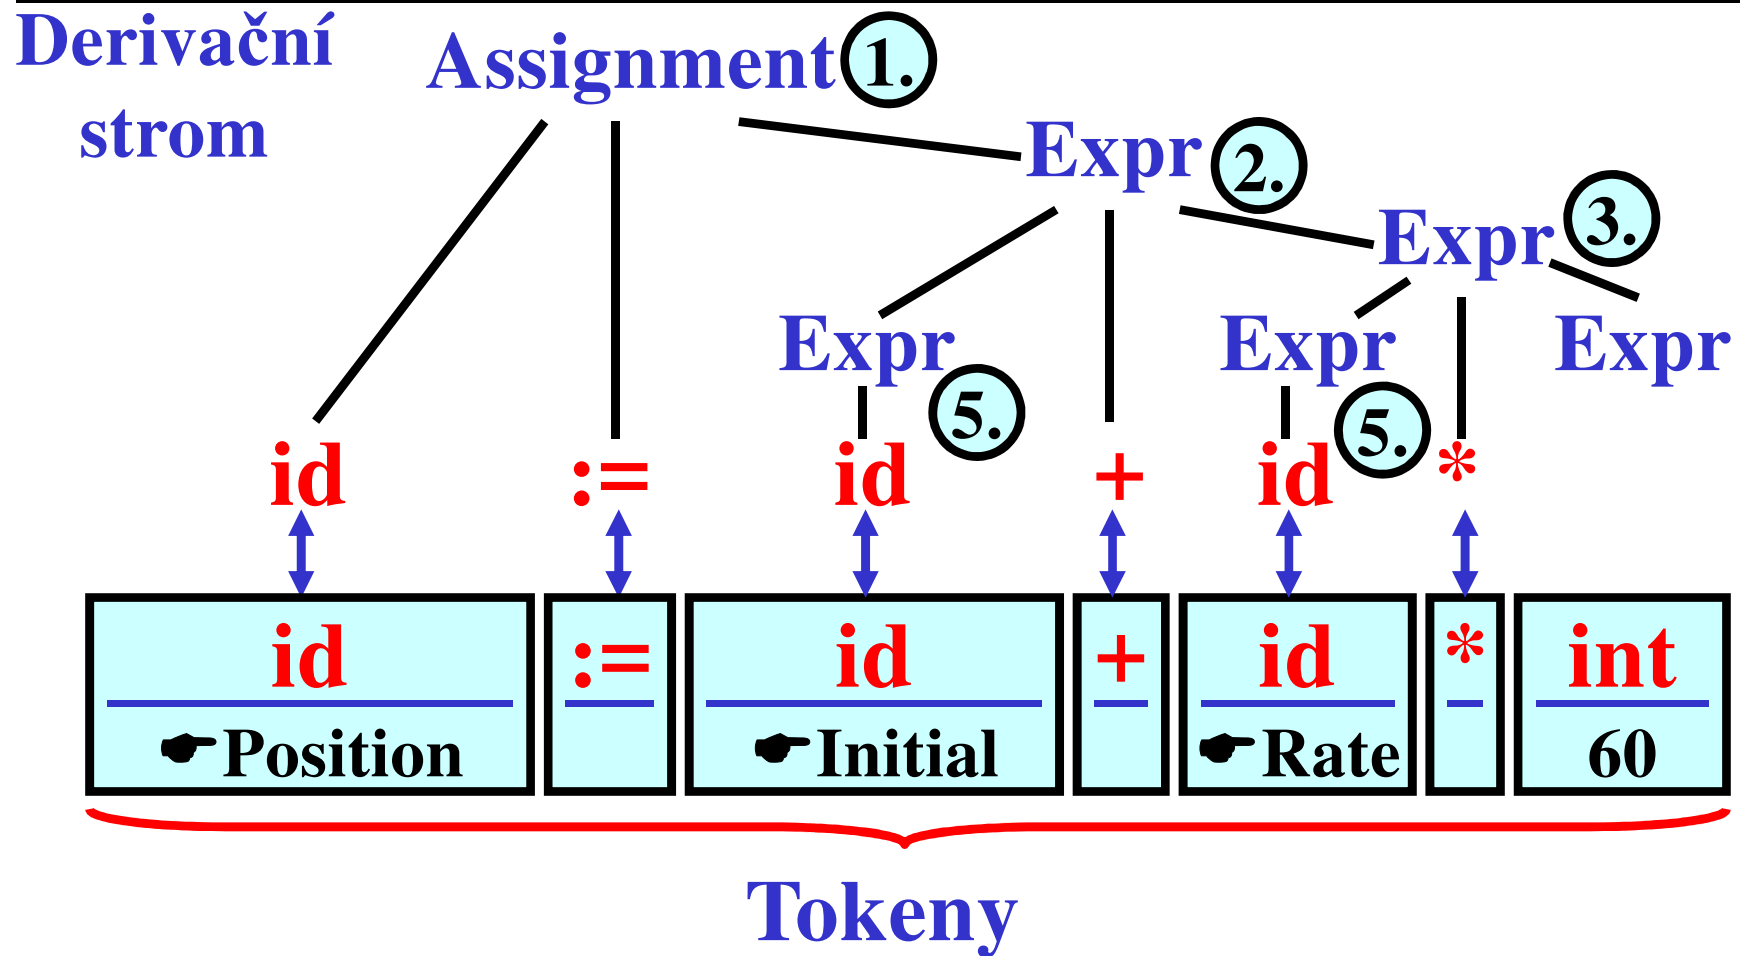 Derivační
strom
Assignment 1.
Expr 2.
Expr 3.
Expr 5. Expr 5. Expr
id := id + id *
id := id + id * int
☛Position ☛Initial ☛Rate 60
Tokeny